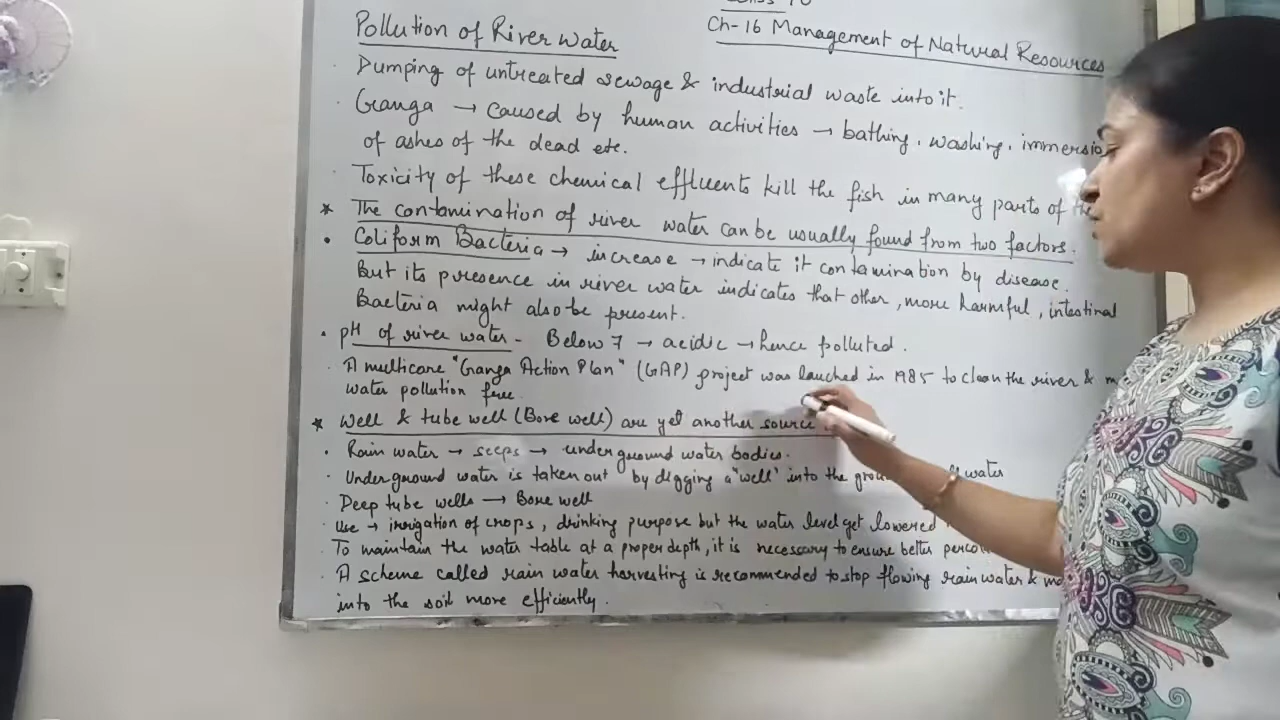 Pollution of River Water
Ch-16 Management of Natural Resources
· Dumping of untreated sewage & industrial waste into it.
· Ganga → caused by human activities → bathing, washing, immersio
of ashes of the dead etc.
· Toxicity of these chemical effluents kill the fish in many parts of the
* The contamination of river water can be usually found from two factors.
· Coliform Bacteria → increase → indicate it contamination by disease.
But its presence in river water indicates that other, more harmful, intestinal
Bacteria might also be present.
· pH of river water - Below 7 → acidic → hence polluted.
· A multicore "Ganga Action Plan" (GAP) project was lauched in 1985 to clean the river & m
water pollution free.
* Well & tube well (Bore well) are yet another source
· Rain water → seeps → underground water bodies.
· Underground water is taken out by digging a "well" into the water
· Deep tube wells → Bore well
· Use → irrigation of crops, drinking purpose but the water level get lowered
· To maintain the water table at a proper depth, it is necessary to ensure better
· A scheme called rain water harvesting is recommended to stop flowing rain water &
into the soil more efficiently.